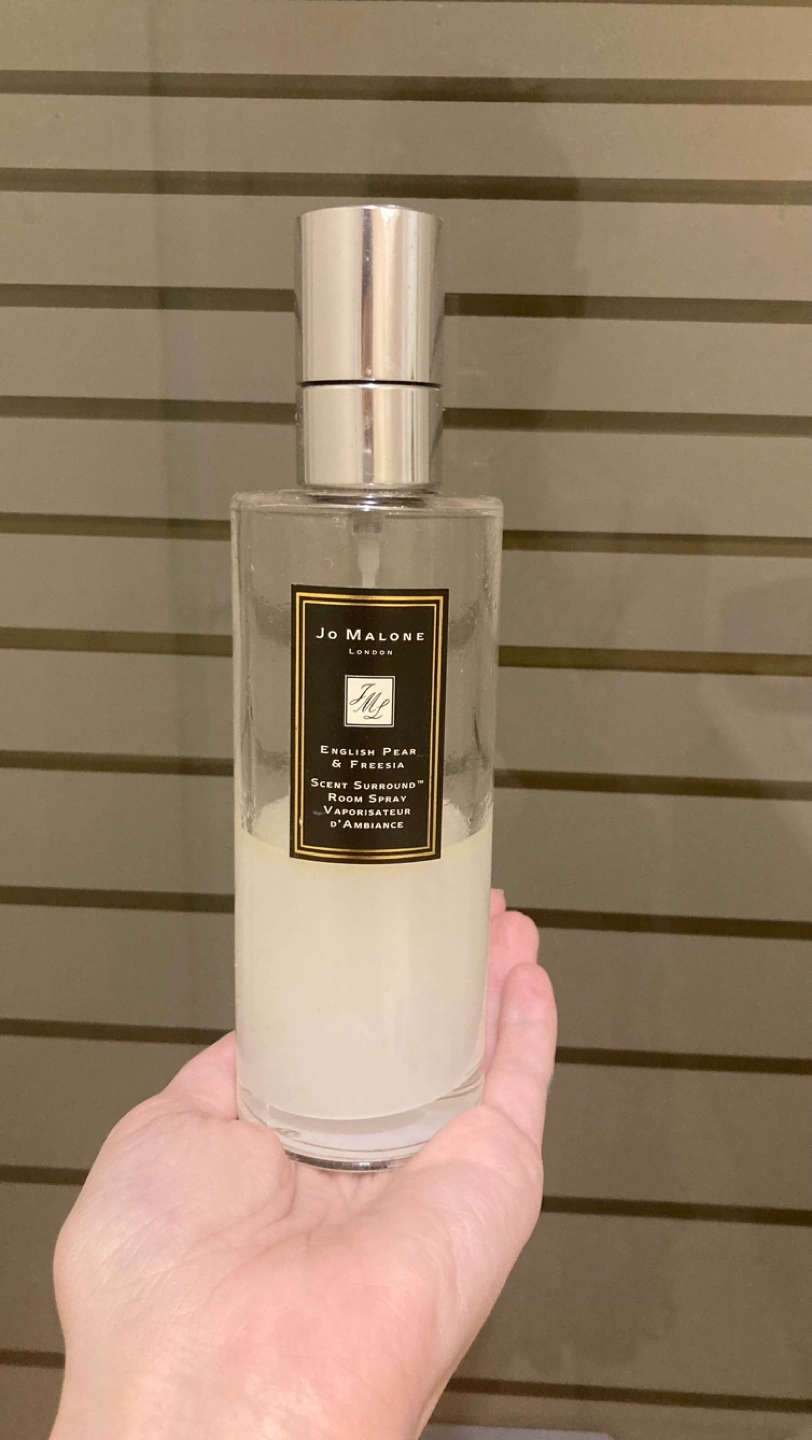 Jo Malone
London
JML
English Pear
& Freesia
Scent Surround™
Room Spray
Vaporisateur
d'Ambiance